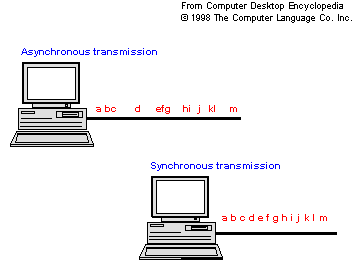 From Computer Desktop Encyclopedia
© 1998 The Computer Language Co. Inc.
Asynchronous transmission
a bc d efg hi j kl m
Synchronous transmission
a b c d e f g h i j k l m